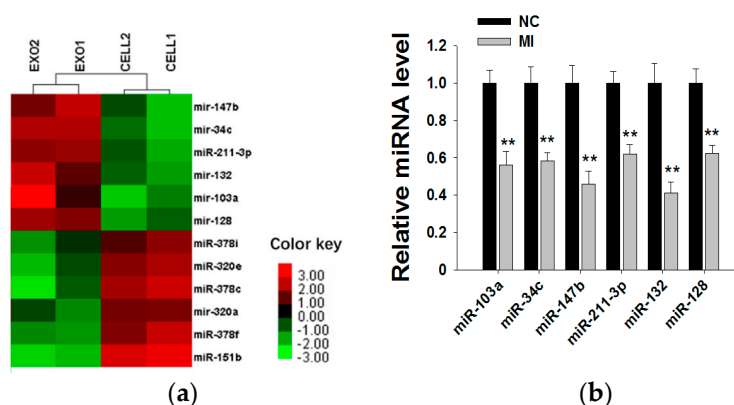 EXO2 EXO1 CELL2 CELL1
mir-147b
mir-34c
miR-211-3p
mir-132
mir-103a
mir-128
miR-378i
miR-320e
miR-378c
mir-320a
miR-378f
miR-151b
Color key
3.00
2.00
1.00
0.00
-1.00
-2.00
-3.00
(a)
NC
MI
Relative miRNA level
1.2
1.0
0.8
0.6
0.4
0.2
0
** ** ** ** ** **
miR-103a miR-34c miR-147b miR-211-3p miR-132 miR-128
(b)